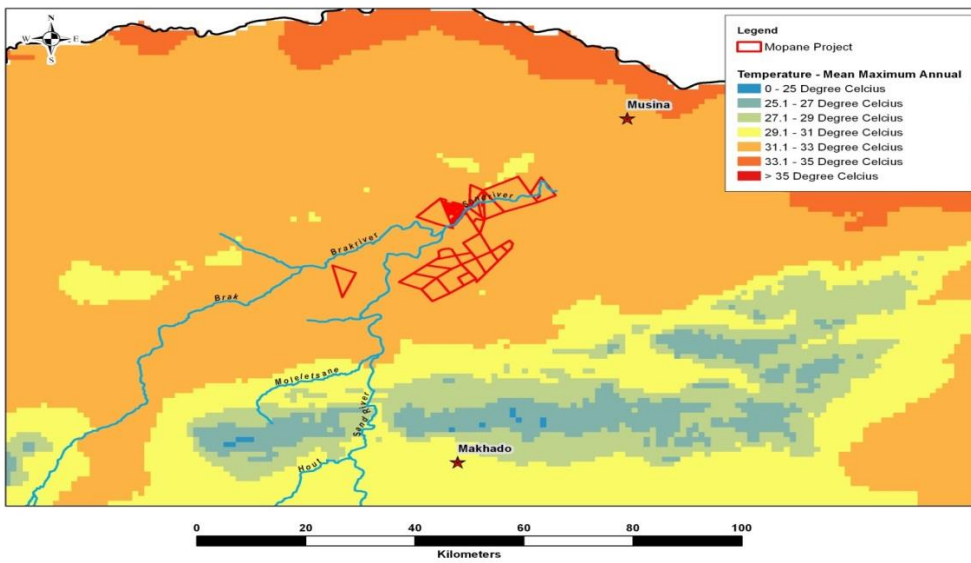 N
W E
S
Legend
Mopane Project
Temperature - Mean Maximum Annual
0 - 25 Degree Celcius
25.1 - 27 Degree Celcius
27.1 - 29 Degree Celcius
29.1 - 31 Degree Celcius
31.1 - 33 Degree Celcius
33.1 - 35 Degree Celcius
> 35 Degree Celcius
Musina
Sandriver
Brakriver
Brak
Moleletsane
Sand River
Hout
Makhado
0 20 40 60 80 100
Kilometers